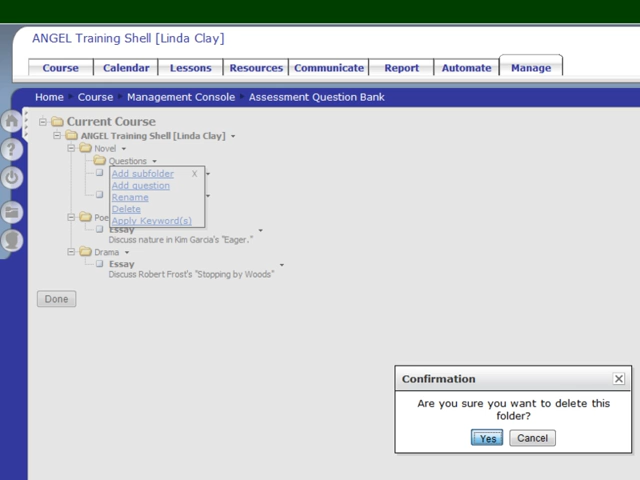 ANGEL Training Shell [Linda Clay]
Course Calendar Lessons Resources Communicate Report Automate Manage
Home Course Management Console Assessment Question Bank
Current Course
ANGEL Training Shell [Linda Clay]
Novel
Questions
Add subfolder X
Add question
Rename
Delete
Apply Keyword(s)
Essay
Discuss nature in Kim Garcia's "Eager."
Drama
Essay
Discuss Robert Frost's "Stopping by Woods"
Done
Confirmation
Are you sure you want to delete this
folder?
Yes Cancel